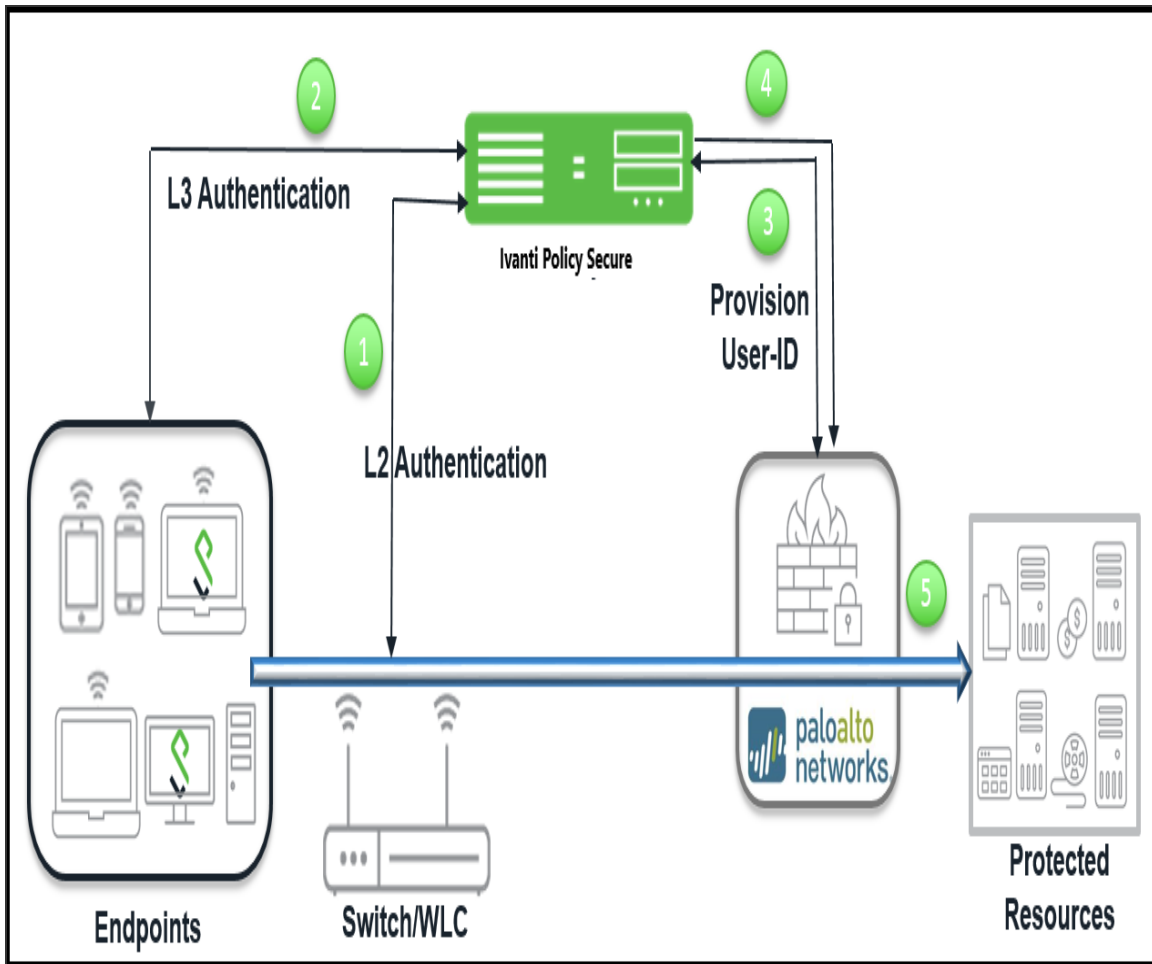 2
4
L3 Authentication
3
Ivanti Policy Secure
Provision
User-ID
1
L2 Authentication
5
paloalto
networks
Protected
Resources
Switch/WLC
Endpoints